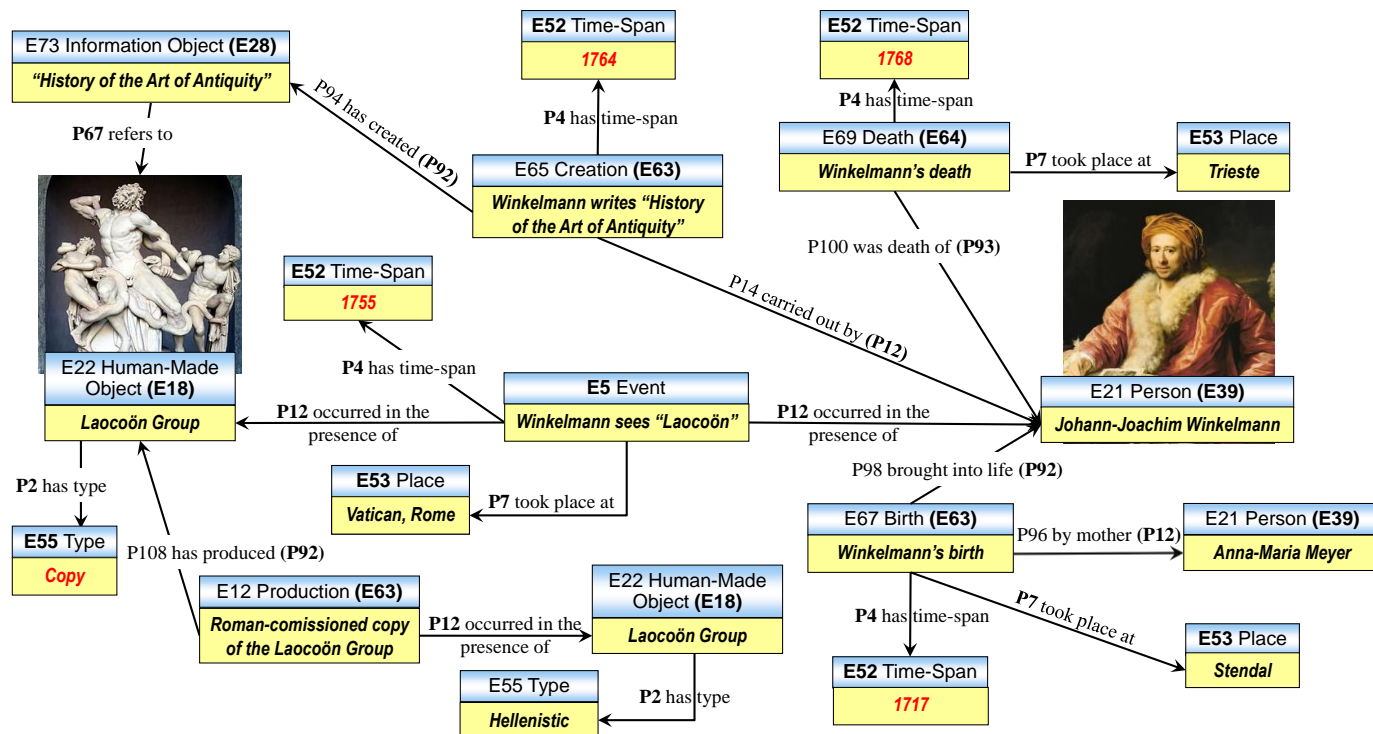 E73 Information Object (E28)
"History of the Art of Antiquity"
E52 Time-Span
1764
E52 Time-Span
1768
P94 has created (P92)
P4 has time-span
P4 has time-span
P67 refers to
E65 Creation (E63)
Winkelmann writes "History
of the Art of Antiquity"
E69 Death (E64)
Winkelmann's death
P7 took place at
E53 Place
Trieste
P100 was death of (P93)
E52 Time-Span
1755
P14 carried out by (P12)
P4 has time-span
E22 Human-Made
Object (E18)
Laocoön Group
P12 occurred in the
presence of
E5 Event
Winkelmann sees "Laocoön"
P12 occurred in the
presence of
E21 Person (E39)
Johann-Joachim Winkelmann
P2 has type
E53 Place
Vatican, Rome
P7 took place at
P98 brought into life (P92)
E55 Type
Copy
P108 has produced (P92)
E67 Birth (E63)
Winkelmann's birth
P96 by mother (P12)
E21 Person (E39)
Anna-Maria Meyer
E12 Production (E63)
Roman-comissioned copy
of the Laocoön Group
P12 occurred in the
presence of
E22 Human-Made
Object (E18)
Laocoön Group
P4 has time-span
P7 took place at
E53 Place
Stendal
P2 has type
E55 Type
Hellenistic
E52 Time-Span
1717